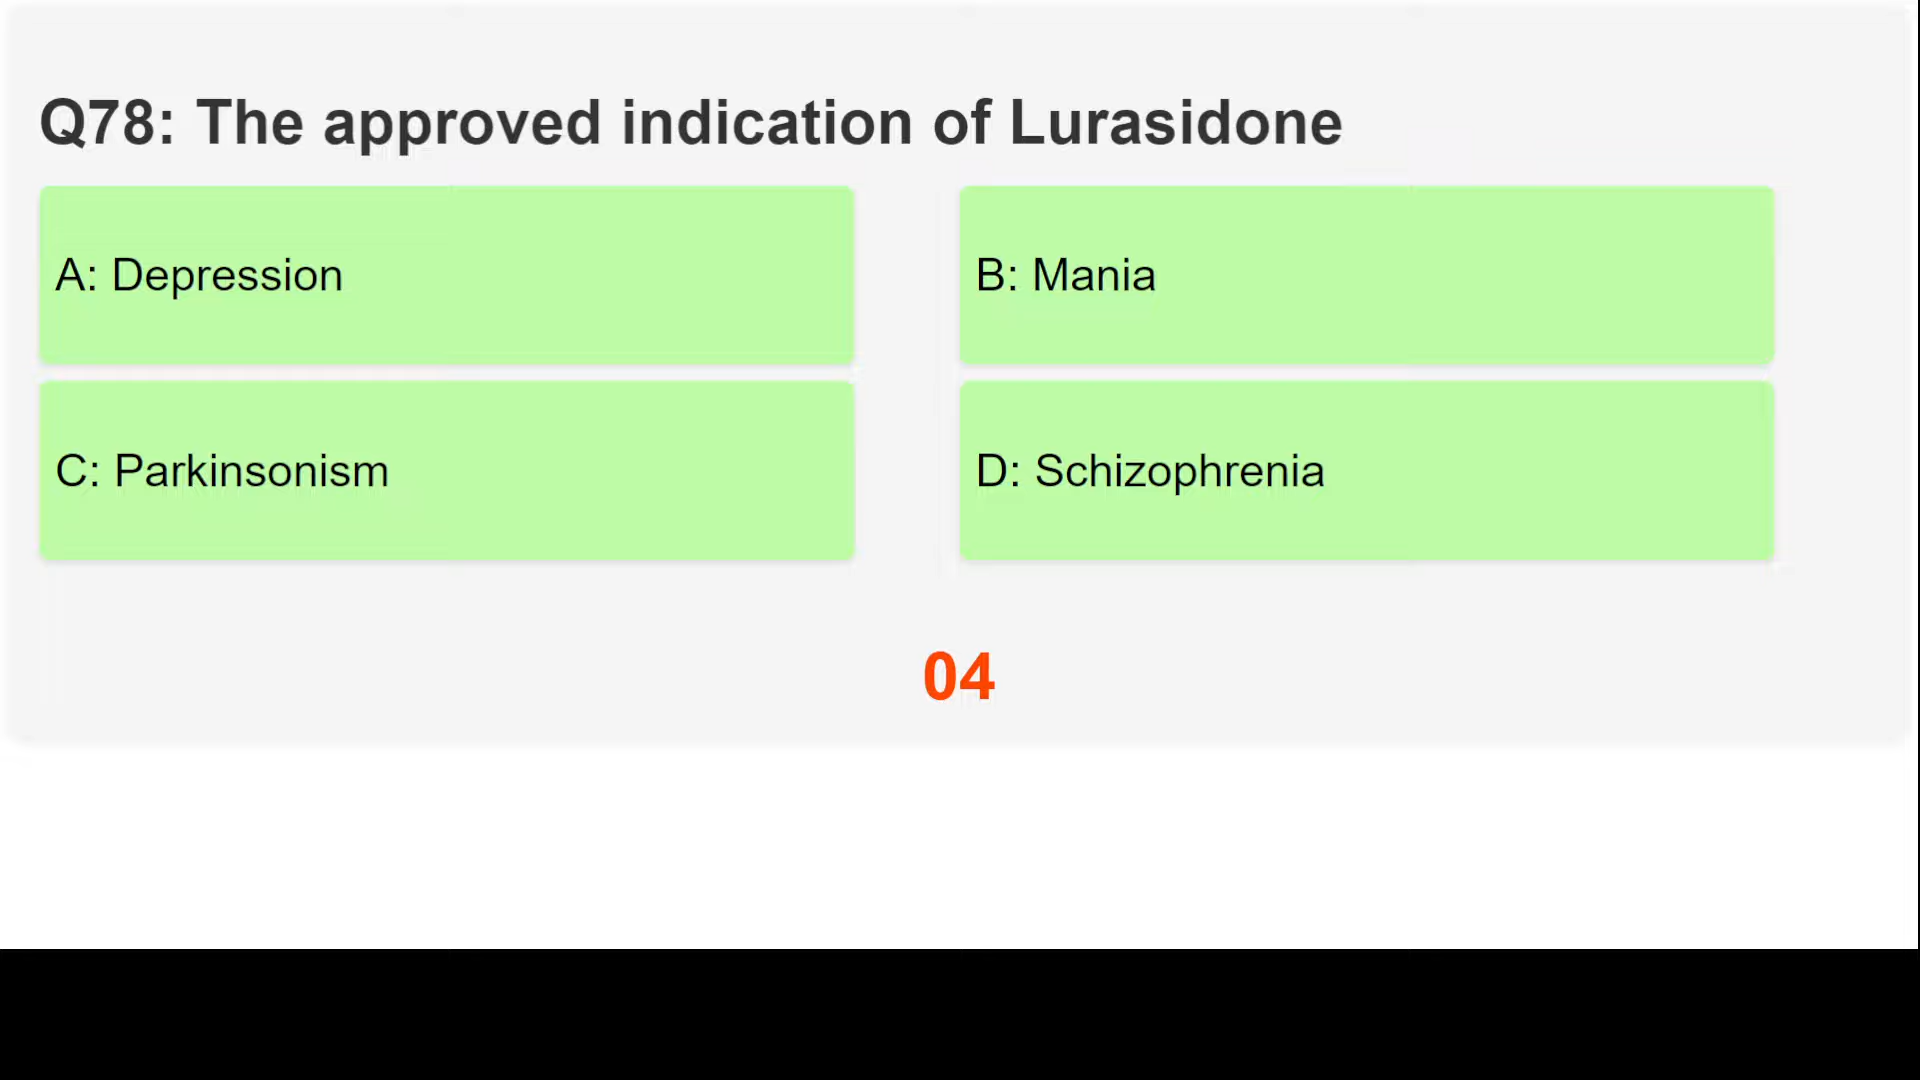 Q78: The approved indication of Lurasidone
A: Depression
B: Mania
C: Parkinsonism
D: Schizophrenia
04